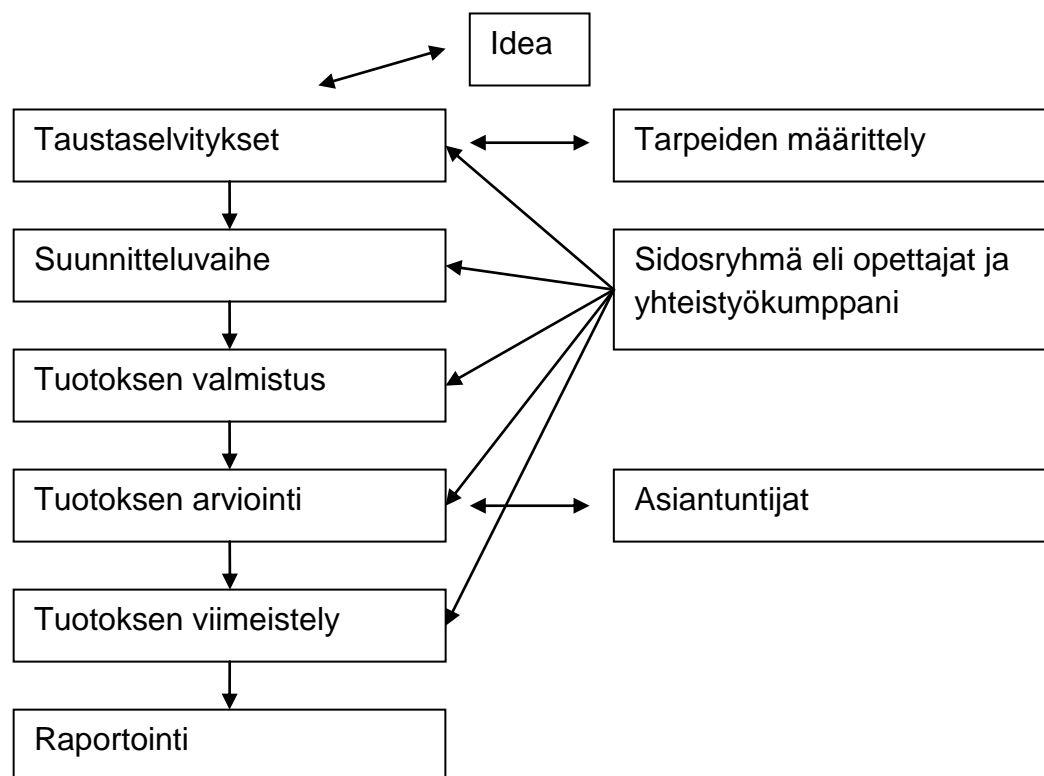 Idea
Taustaselvitykset
Tarpeiden määrittely
Suunnitteluvaihe
Sidosryhmä eli opettajat ja
yhteistyökumppani
Tuotoksen valmistus
Tuotoksen arviointi
Asiantuntijat
Tuotoksen viimeistely
Raportointi